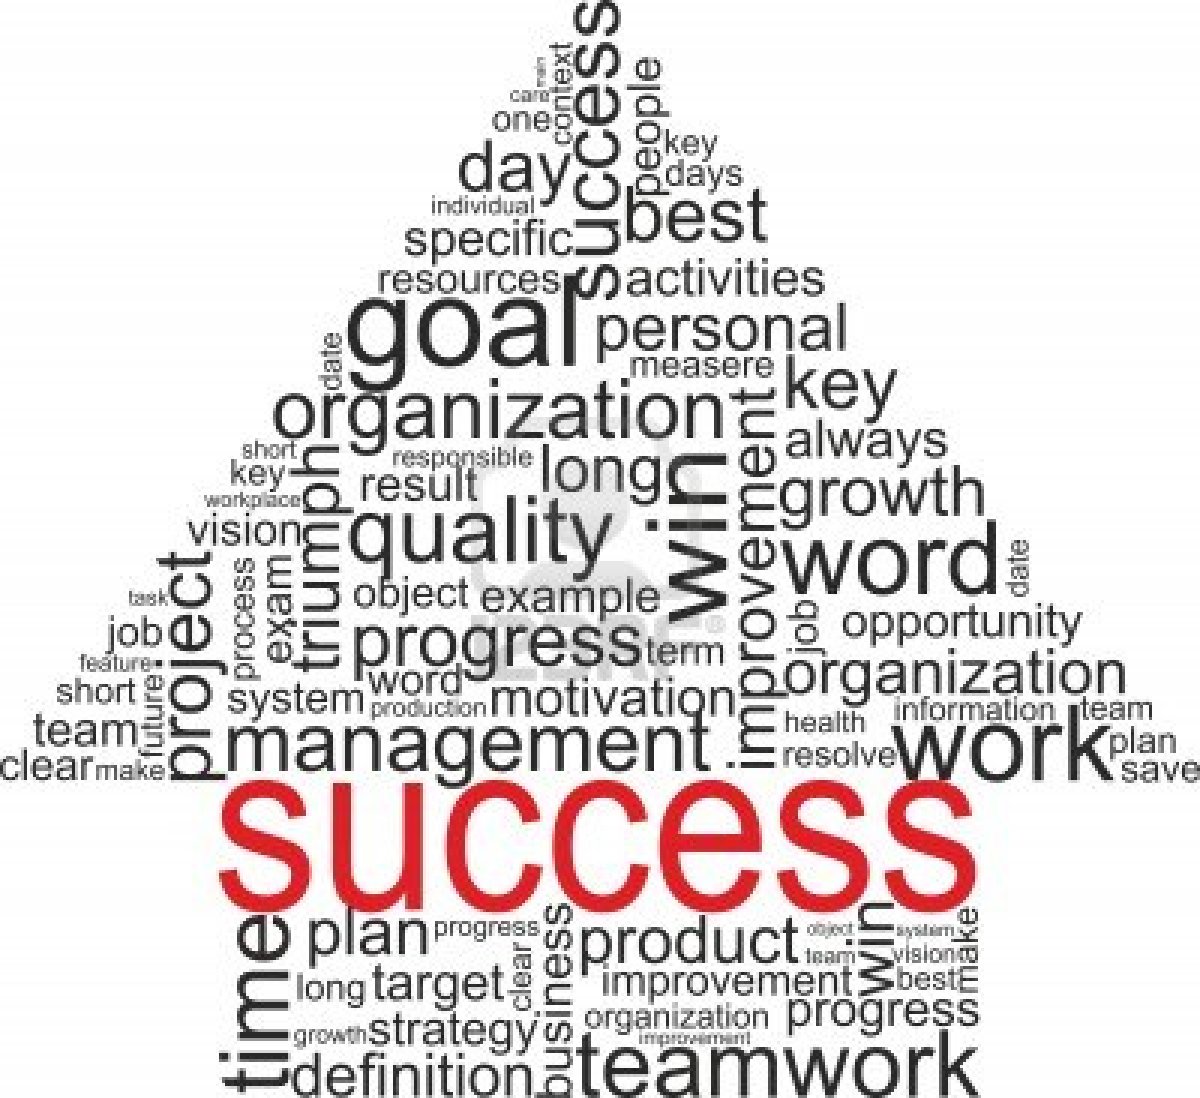 success
context
main
care
one
people
key
days
day
individual
best
specific
resources
activities
goal
personal
date
measere
key
organization
improvement
always
short
responsible
long
key
result
win
growth
workplace
triumph
vision
quality
word
date
project
process
exam
object
example
task
job
progress
term
job
opportunity
feature
organization
short
future
system
word
production
motivation
information
team
team
health
work
plan
clear
make
management
resolve
save
success
time
plan
progress
business
product
object
team
win
system
vision
make
long
target
clear
improvement
best
growth
strategy
organization
progress
improvement
definition
teamwork